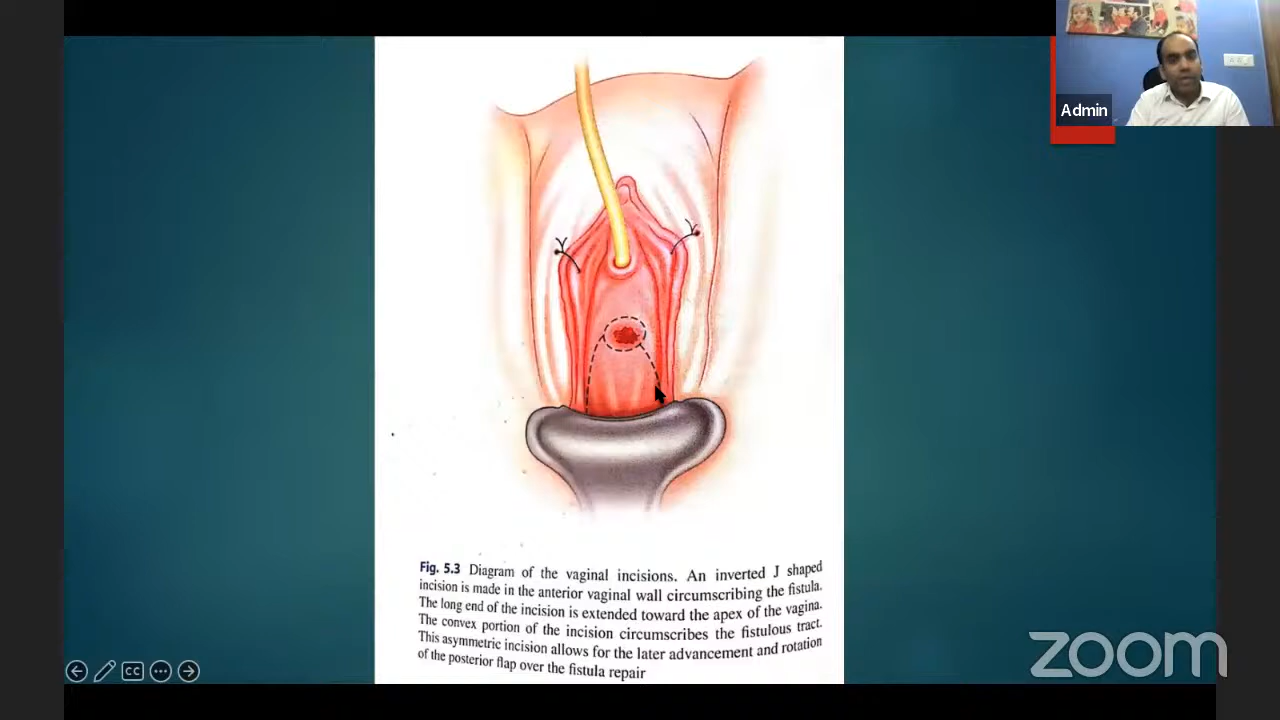 Admin
Fig. 5.3 Diagram of the vaginal incisions. An inverted J shaped
incision is made in the anterior vaginal wall circumscribing the fistula.
The long end of the incision is extended toward the apex of the vagina.
The convex portion of the incision circumscribes the fistulous tract.
This asymmetric incision allows for the later advancement and rotation
of the posterior flap over the fistula repair
CC
zoom